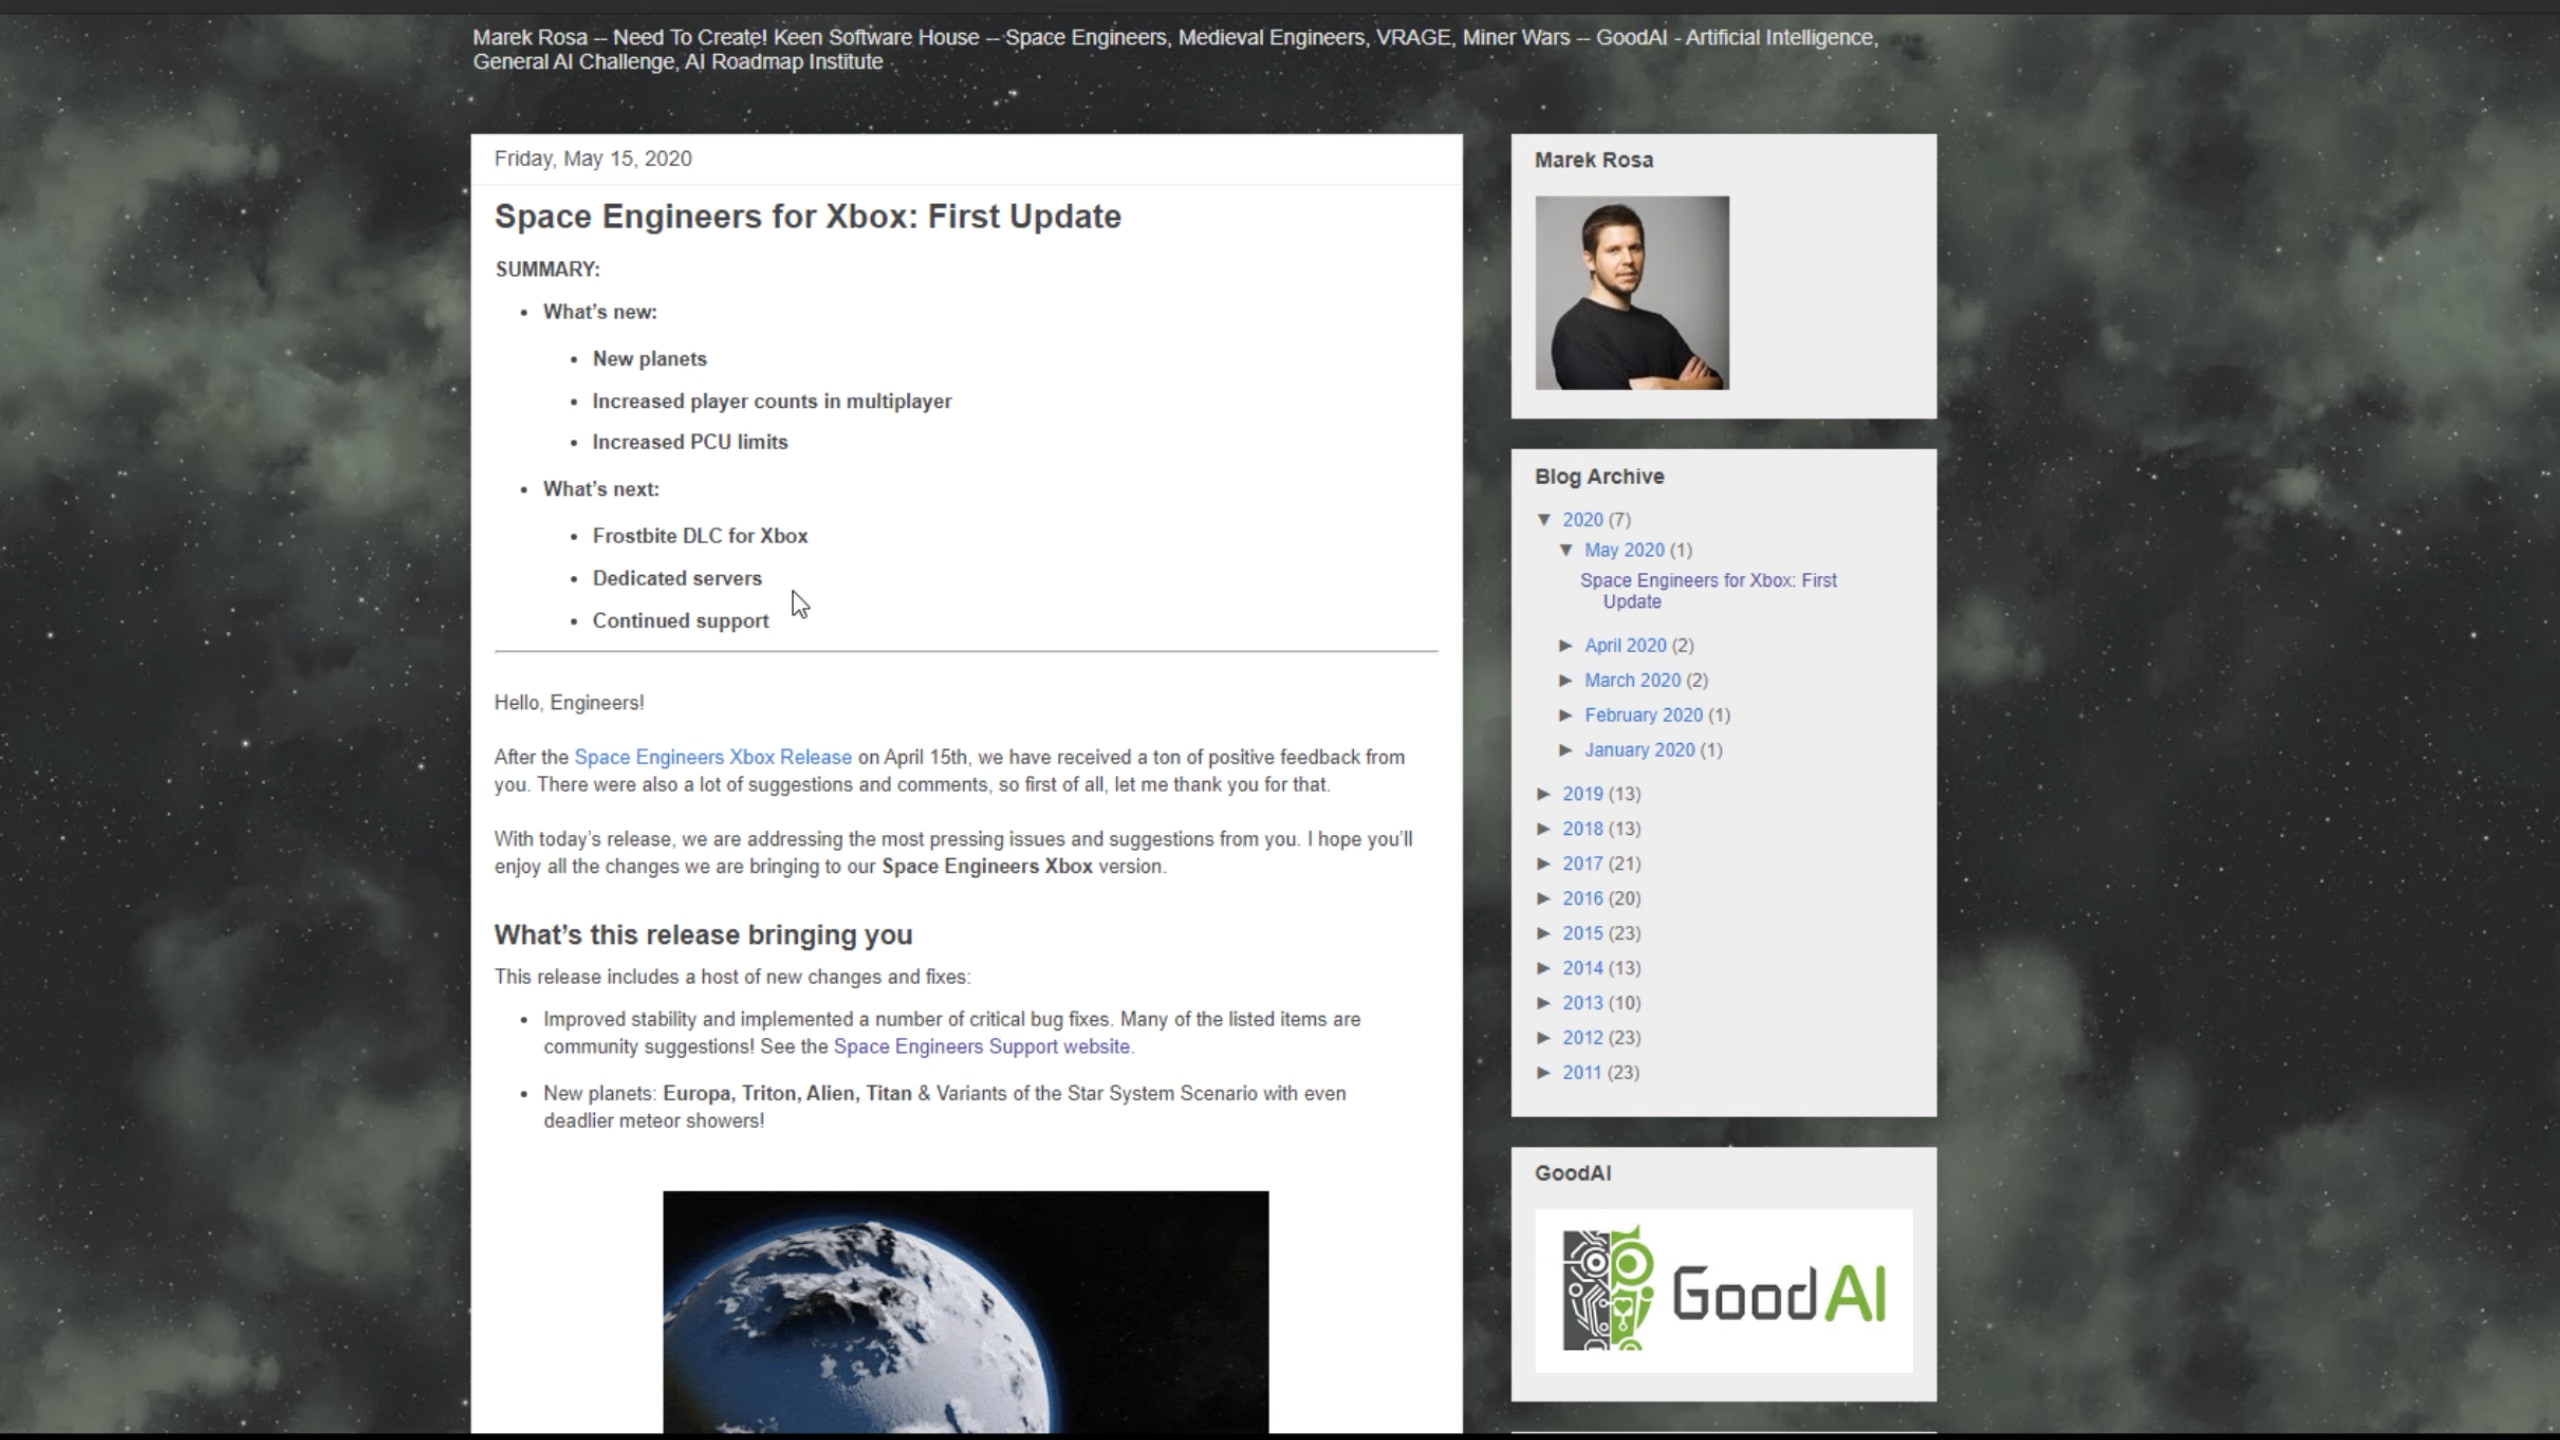 Marek Rosa -- Need To Create! Keen Software House -- Space Engineers, Medieval Engineers, VRAGE, Miner Wars -- GoodAI - Artificial Intelligence,
General AI Challenge, AI Roadmap Institute
Friday, May 15, 2020
Space Engineers for Xbox: First Update
SUMMARY:
• What's new:
• New planets
• Increased player counts in multiplayer
• Increased PCU limits
• What's next:
• Frostbite DLC for Xbox
• Dedicated servers
• Continued support
Hello, Engineers!
After the Space Engineers Xbox Release on April 15th, we have received a ton of positive feedback from
you. There were also a lot of suggestions and comments, so first of all, let me thank you for that.
With today's release, we are addressing the most pressing issues and suggestions from you. I hope you'll
enjoy all the changes we are bringing to our Space Engineers Xbox version.
What's this release bringing you
This release includes a host of new changes and fixes:
• Improved stability and implemented a number of critical bug fixes. Many of the listed items are
community suggestions! See the Space Engineers Support website.
• New planets: Europa, Triton, Alien, Titan & Variants of the Star System Scenario with even
deadlier meteor showers!
Marek Rosa
Blog Archive
▼ 2020 (7)
▼ May 2020 (1)
Space Engineers for Xbox: First
Update
► April 2020 (2)
► March 2020 (2)
► February 2020 (1)
► January 2020 (1)
► 2019 (13)
► 2018 (13)
► 2017 (21)
► 2016 (20)
► 2015 (23)
► 2014 (13)
► 2013 (10)
► 2012 (23)
► 2011 (23)
GoodAI
GoodAI